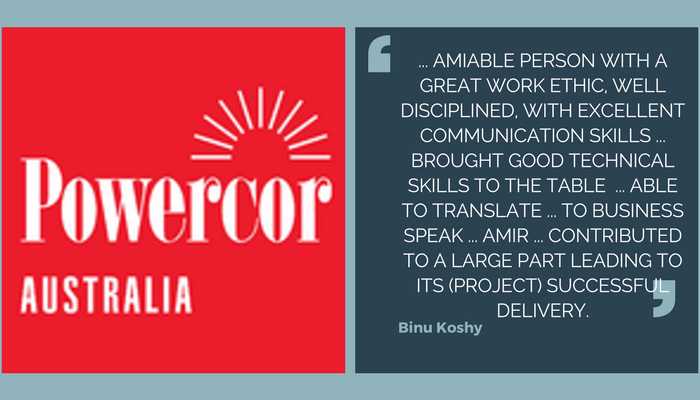 Powercor
AUSTRALIA
... AMIABLE PERSON WITH A
GREAT WORK ETHIC, WELL
DISCIPLINED, WITH EXCELLENT
COMMUNICATION SKILLS ...
BROUGHT GOOD TECHNICAL
SKILLS TO THE TABLE ... ABLE
TO TRANSLATE ... TO BUSINESS
SPEAK ... AMIR ... CONTRIBUTED
TO A LARGE PART LEADING TO
ITS (PROJECT) SUCCESSFUL
DELIVERY.
Binu Koshy